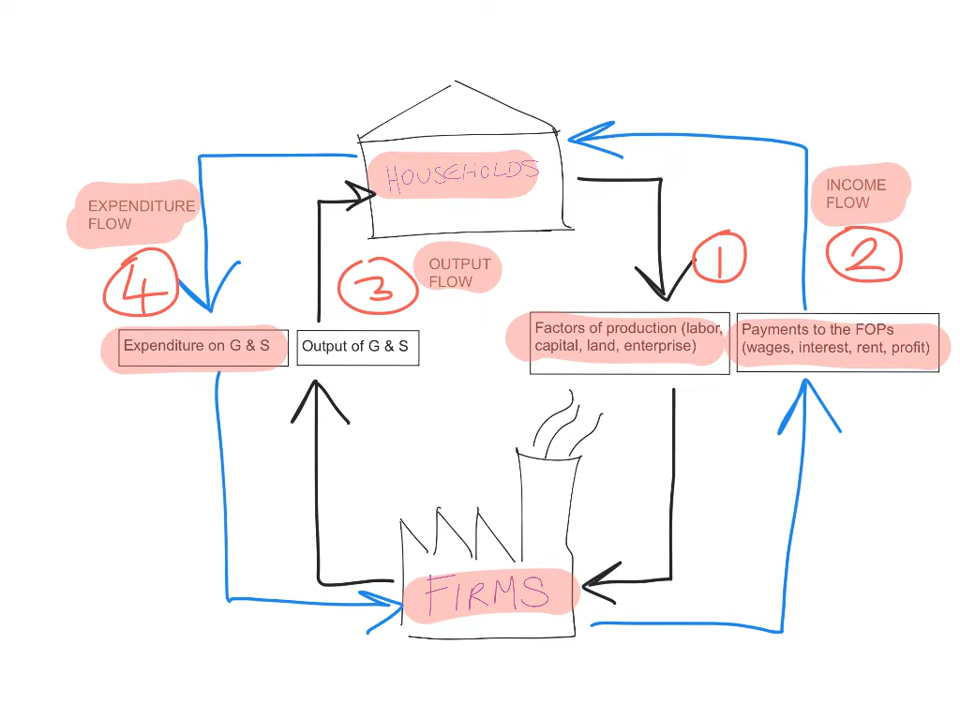 HOUSEHOLDS
EXPENDITURE
FLOW
4
3
OUTPUT
FLOW
1
INCOME
FLOW
2
Expenditure on G & S
Output of G & S
Factors of production (labor,
capital, land, enterprise)
Payments to the FOPs
(wages, interest, rent, profit)
FIRMS